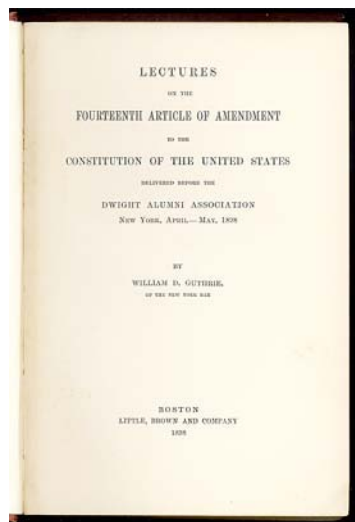 LECTURES
ON THE
FOURTEENTH ARTICLE OF AMENDMENT
TO THE
CONSTITUTION OF THE UNITED STATES
DELIVERED BEFORE THE
DWIGHT ALUMNI ASSOCIATION
NEW YORK, APRIL—MAY, 1898
BY
WILLIAM D. GUTHRIE,
OF THE NEW YORK BAR
BOSTON
LITTLE, BROWN AND COMPANY
1898